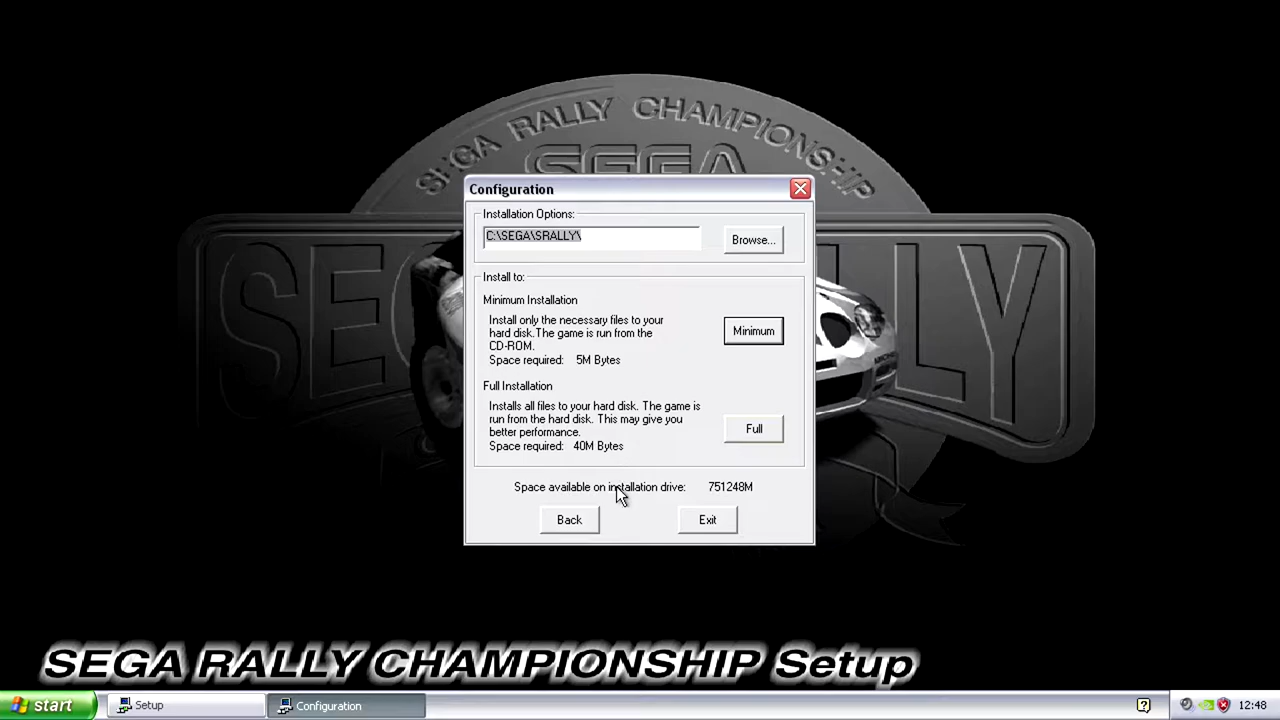 SEGA RALLY CHAMPIONSHIP
SEGA
SEGA RALLY
Configuration
Installation Options:
C:\SEGA\SRALLY\
Browse...
Install to:
Minimum Installation
Install only the necessary files to your
hard disk.The game is run from the
CD-ROM.
Space required: 5M Bytes
Minimum
Full Installation
Installs all files to your hard disk. The game is
run from the hard disk. This may give you
better performance.
Space required: 40M Bytes
Full
Space available on installation drive: 751248M
Back
Exit
SEGA RALLY CHAMPIONSHIP Setup
start
Setup
Configuration
12:48